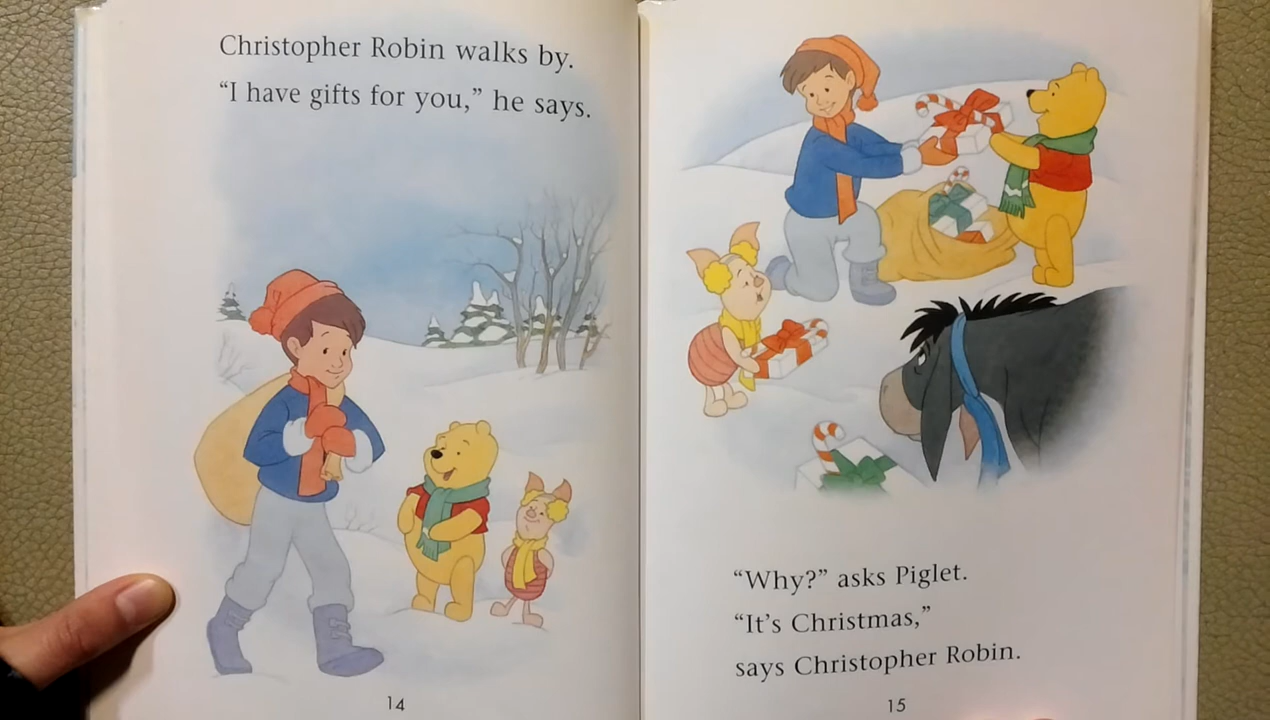 Christopher Robin walks by.
“I have gifts for you,” he says.
14
“Why?” asks Piglet.
“It’s Christmas,”
says Christopher Robin.
15